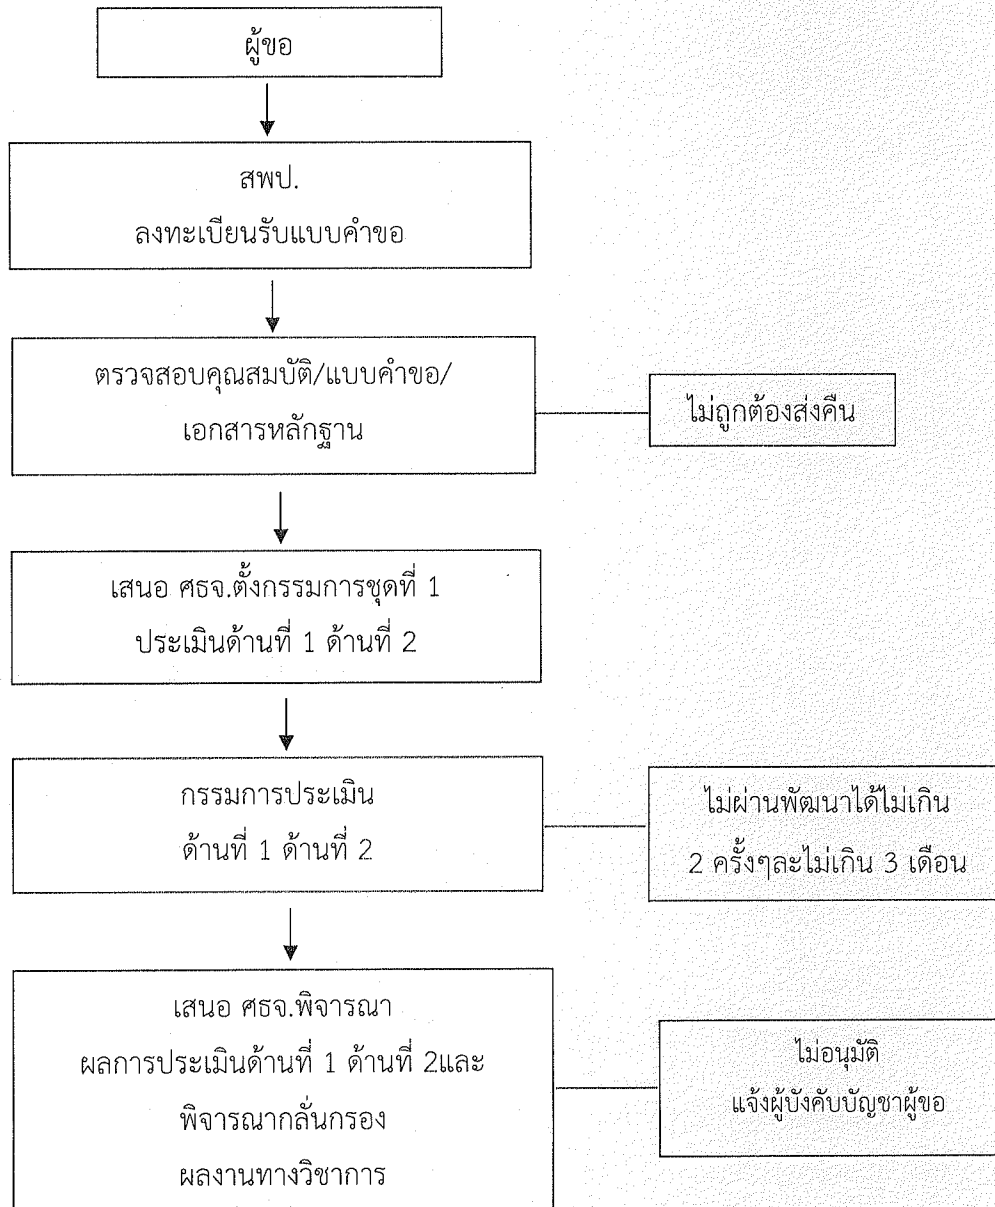 ผู้ขอ
สพป.
ลงทะเบียนรับแบบคำขอ
ตรวจสอบคุณสมบัติ/แบบคำขอ/
เอกสารหลักฐาน
ไม่ถูกต้องส่งคืน
เสนอ ศธจ.ตั้งกรรมการชุดที่ 1
ประเมินด้านที่ 1 ด้านที่ 2
กรรมการประเมิน
ด้านที่ 1 ด้านที่ 2
ไม่ผ่านพัฒนาได้ไม่เกิน
2 ครั้งๆละไม่เกิน 3 เดือน
เสนอ ศธจ.พิจารณา
ผลการประเมินด้านที่ 1 ด้านที่ 2และ
พิจารณากลั่นกรอง
ผลงานทางวิชาการ
ไม่อนุมัติ
แจ้งผู้บังคับบัญชาผู้ขอ